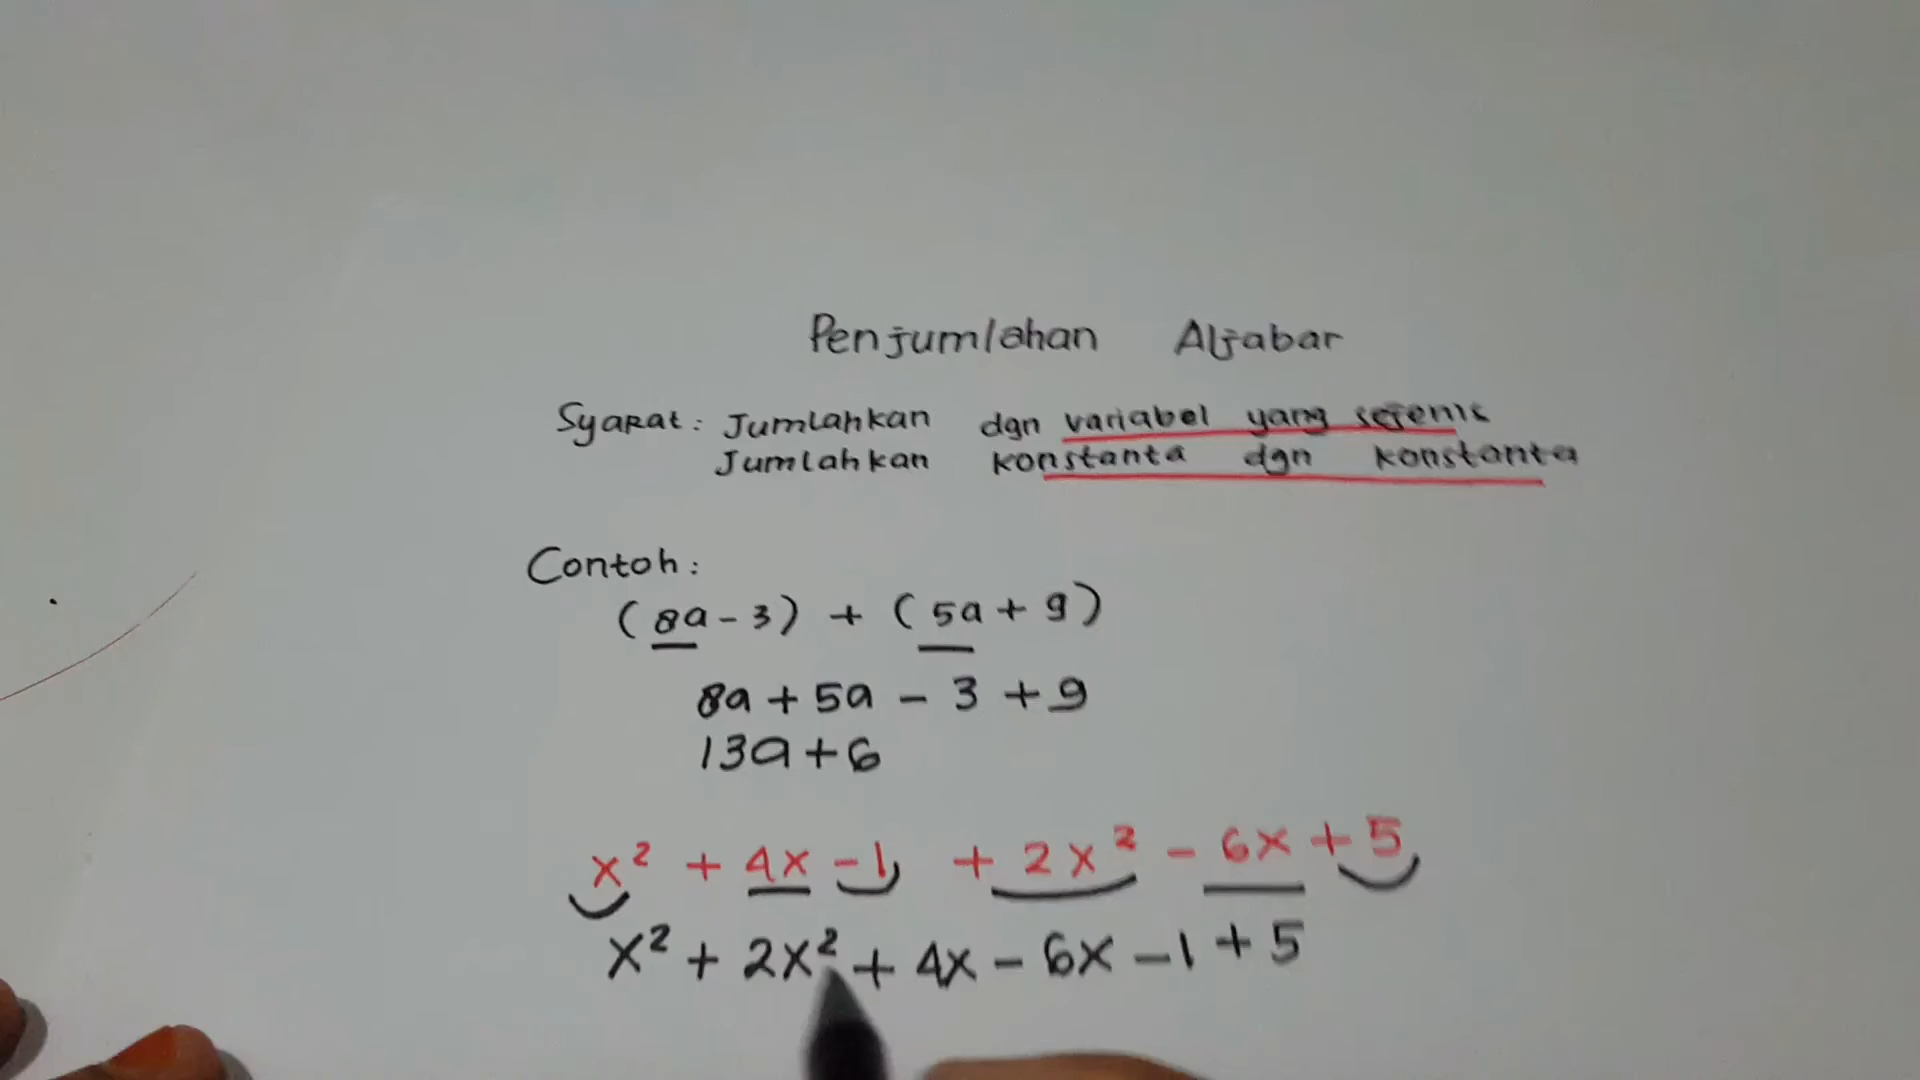 Penjumlahan Aljabar
Syarat: Jumlahkan dgn variabel yang sejenis
Jumlahkan konstanta dgn konstanta
Contoh:
(8a - 3) + (5a + 9)
8a + 5a - 3 + 9
13a + 6
x² + 4x - 1 + 2x² - 6x + 5
x² + 2x² + 4x - 6x - 1 + 5